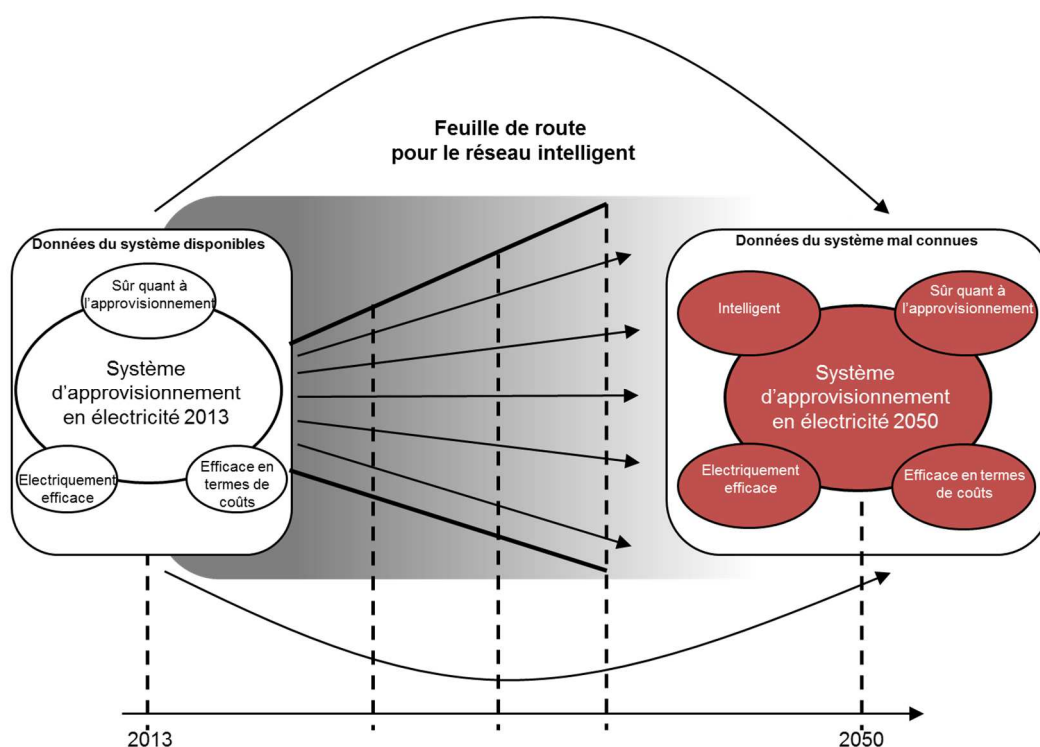 Feuille de route
pour le réseau intelligent
Données du système disponibles
Sûr quant à
l'approvisionnement
Système
d'approvisionnement
en électricité 2013
Electriquement
efficace
Efficace en
termes de
coûts
Données du système mal connues
Intelligent
Sûr quant à
l'approvisionnement
Système
d'approvisionnement
en électricité 2050
Electriquement
efficace
Efficace en termes
de coûts
2013
2050